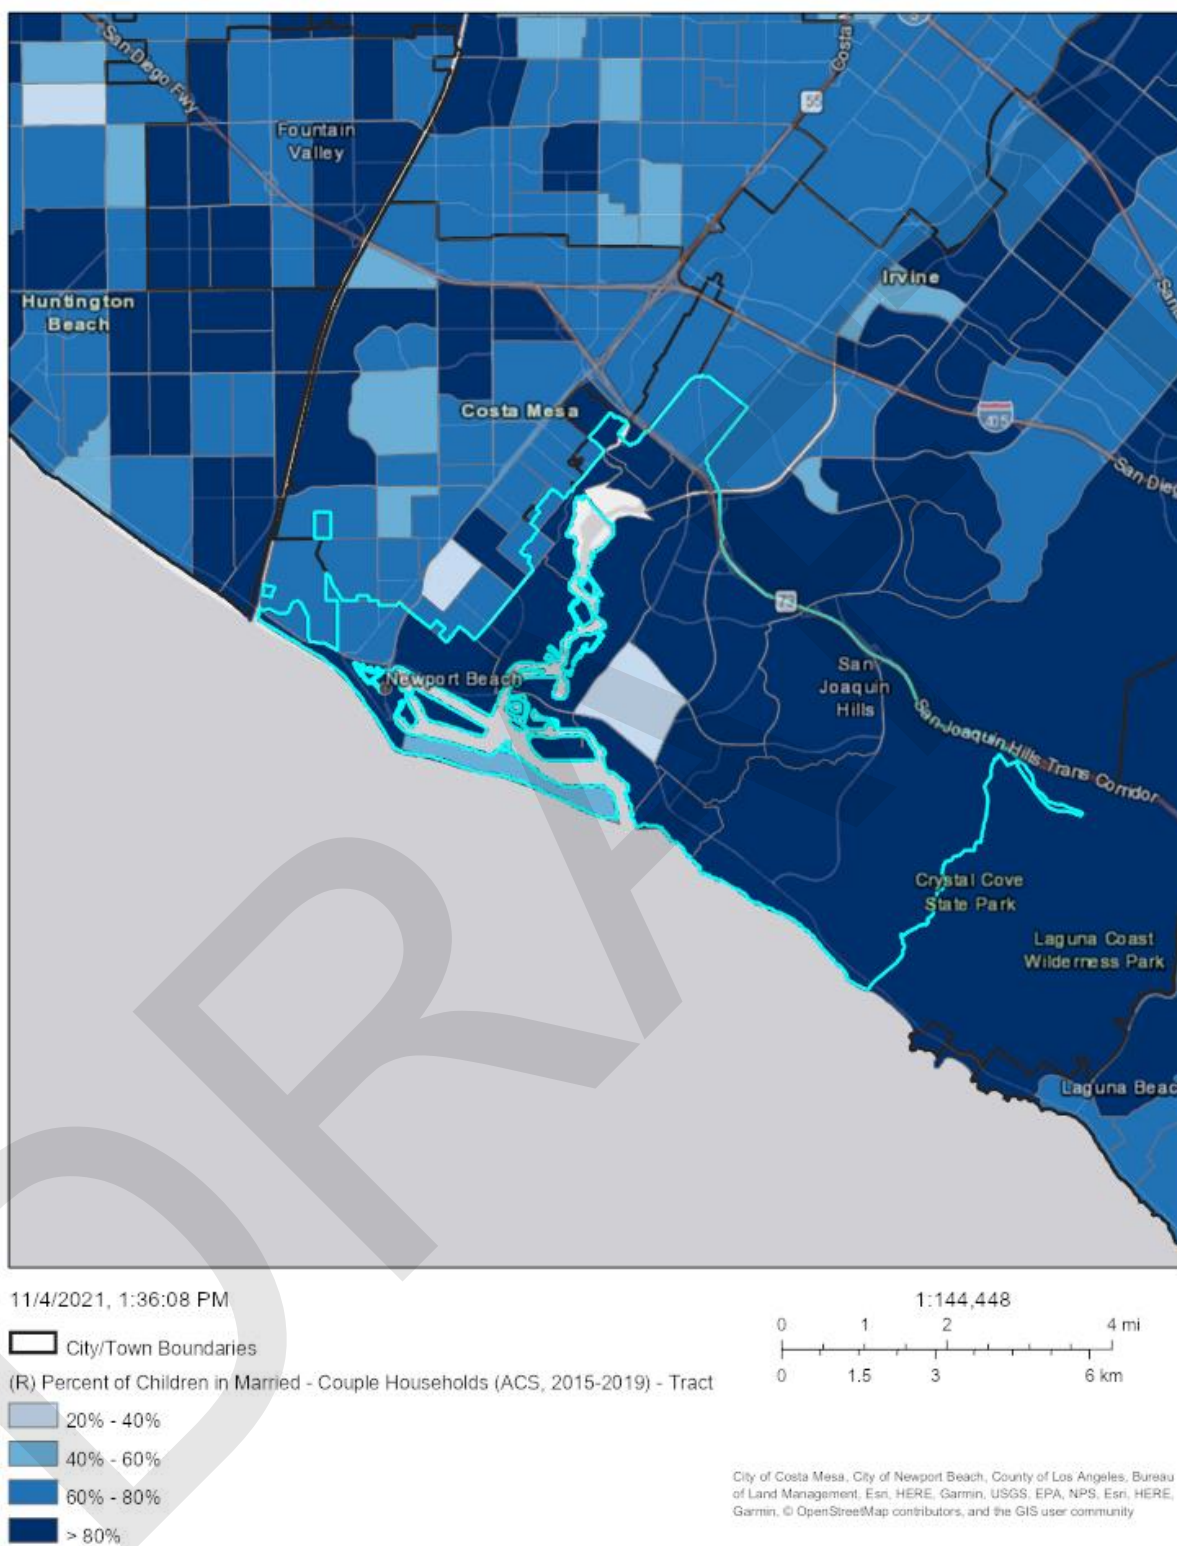 San Diego Fwy
Costa
55
Fountain
Valley
Irvine
San
Huntington
Beach
Costa Mesa
405
San Dieg
73
San
Joaquin
Hills
Newport Beach
San Joaquin Hills Trans Corridor
Crystal Cove
State Park
Laguna Coast
Wilderness Park
Laguna Beac
DRAFT
11/4/2021, 1:36:08 PM
1:144,448
0 1 2 4 mi
0 1.5 3 6 km
City/Town Boundaries
(R) Percent of Children in Married - Couple Households (ACS, 2015-2019) - Tract
20% - 40%
40% - 60%
60% - 80%
> 80%
City of Costa Mesa, City of Newport Beach, County of Los Angeles, Bureau
of Land Management, Esri, HERE, Garmin, USGS, EPA, NPS, Esri, HERE,
Garmin, © OpenStreetMap contributors, and the GIS user community